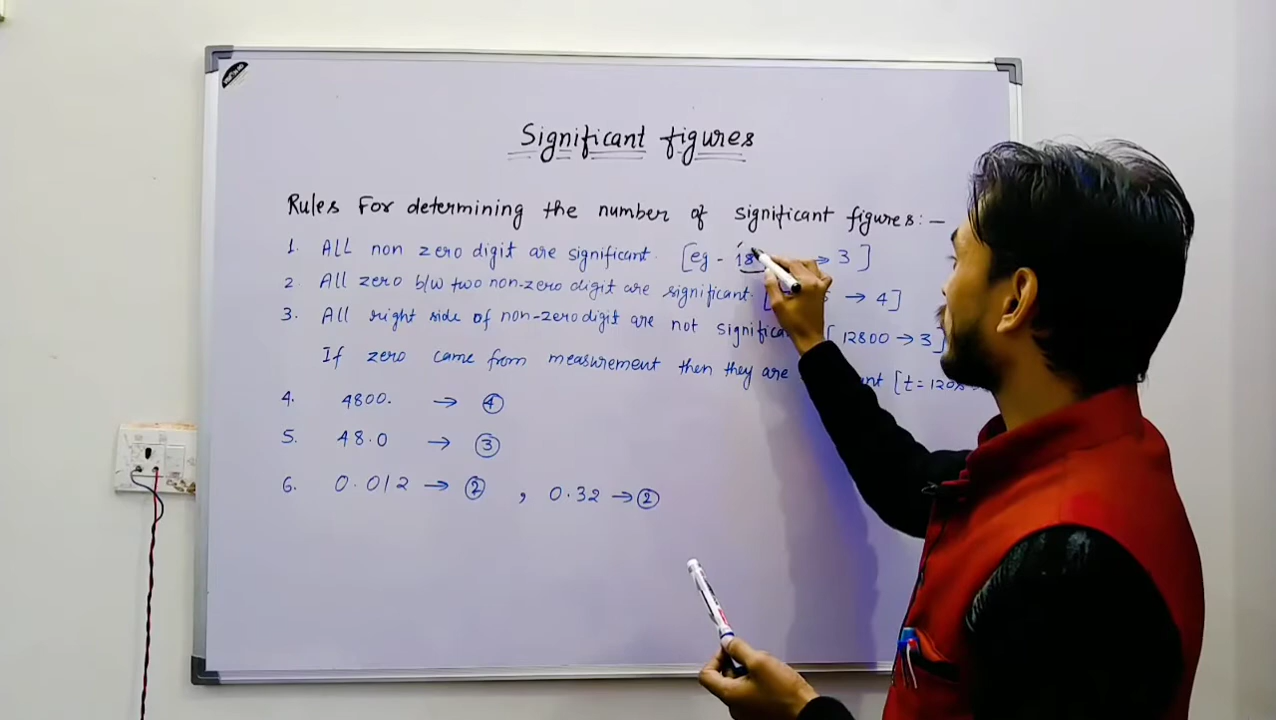 Significant figures
Rules For determining the number of significant figures:-
1. ALL non zero digit are significant. [eg - 18 → 3]
2. All zero b/w two non-zero digit are significant. [ → 4]
3. All right side of non-zero digit are not [12800 → 3]
If zero came from measurement then they are [t = 120
4. 4800. → 4
5. 48.0 → 3
6. 0.012 → 2 , 0.32 → 2